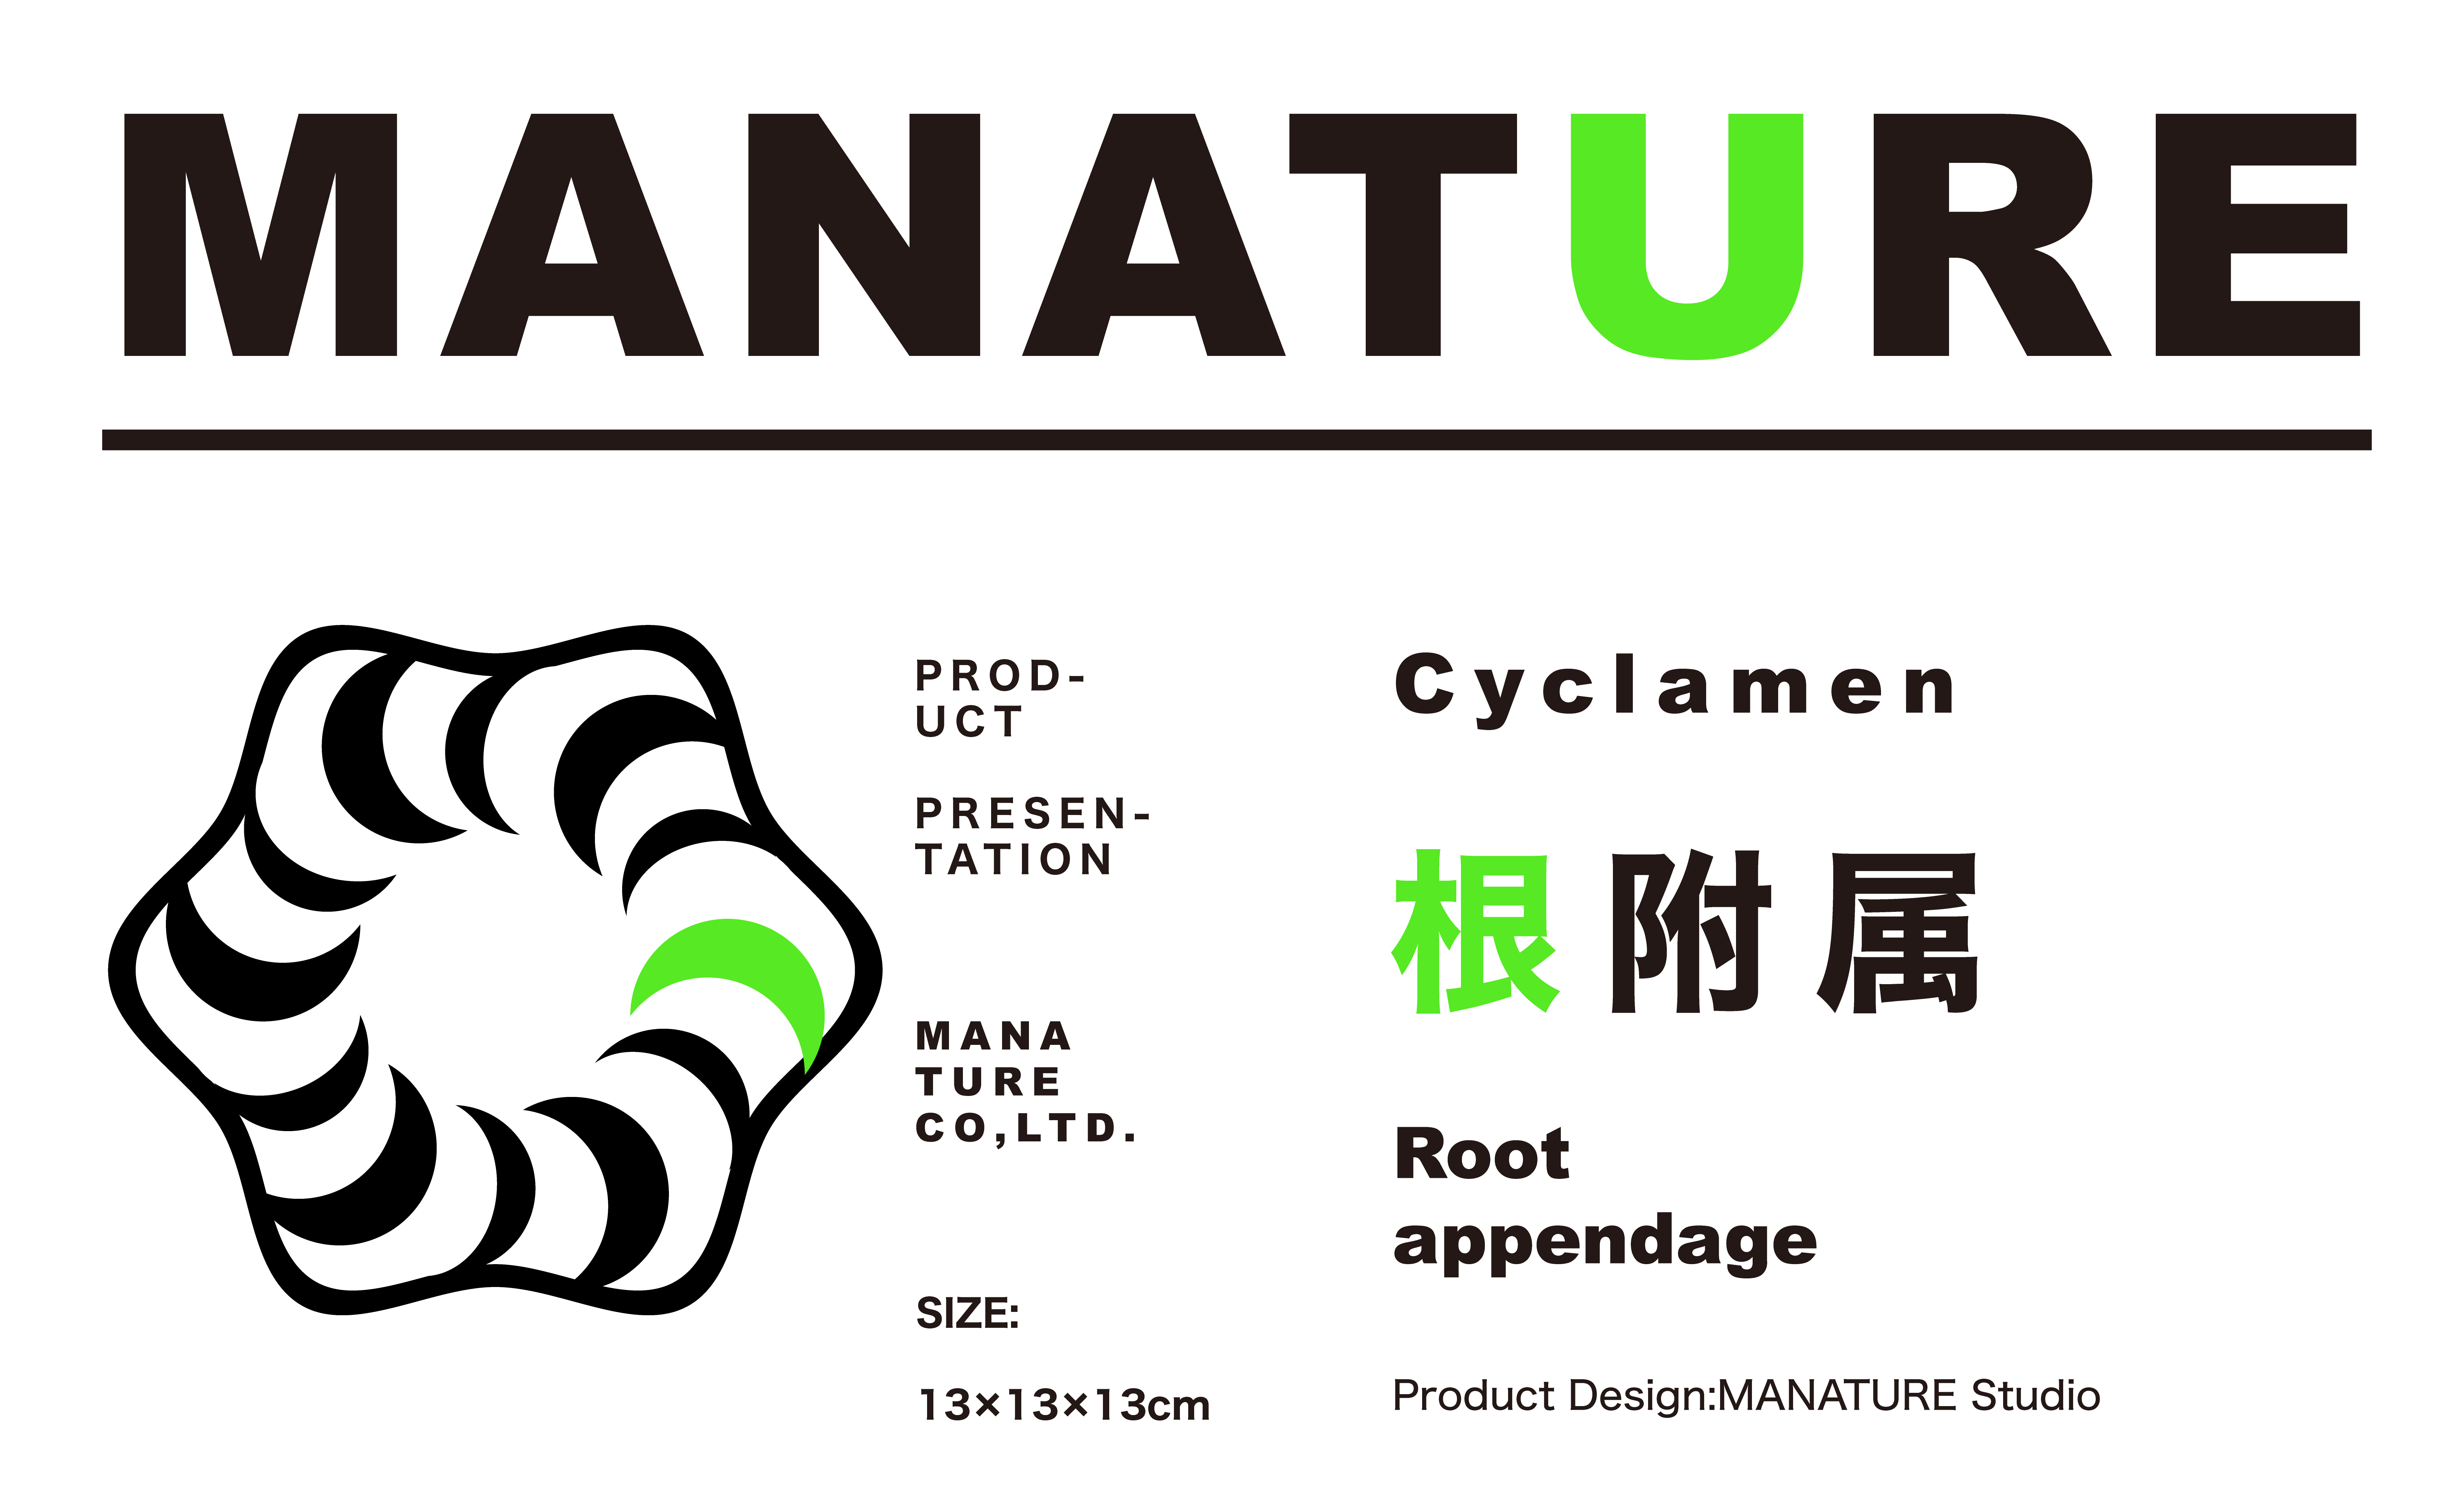 MANATURE
PROD-
UCT
PRESEN-
TATION
MANA
TURE
CO,LTD.
SIZE:
13×13×13cm
Cyclamen
根附属
Root
appendage
Product Design:MANATURE Studio